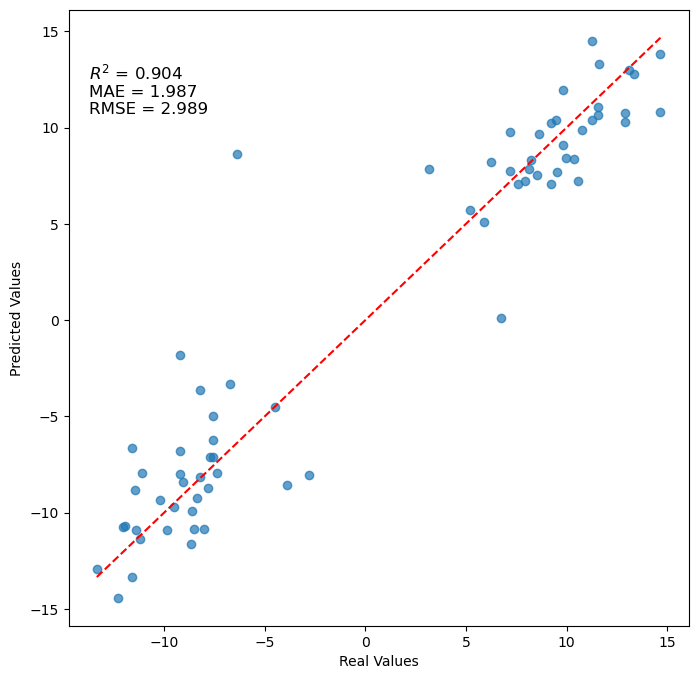 R² = 0.904
MAE = 1.987
RMSE = 2.989
15
10
5
0
−5
−10
−15
Predicted Values
−10 −5 0 5 10 15
Real Values